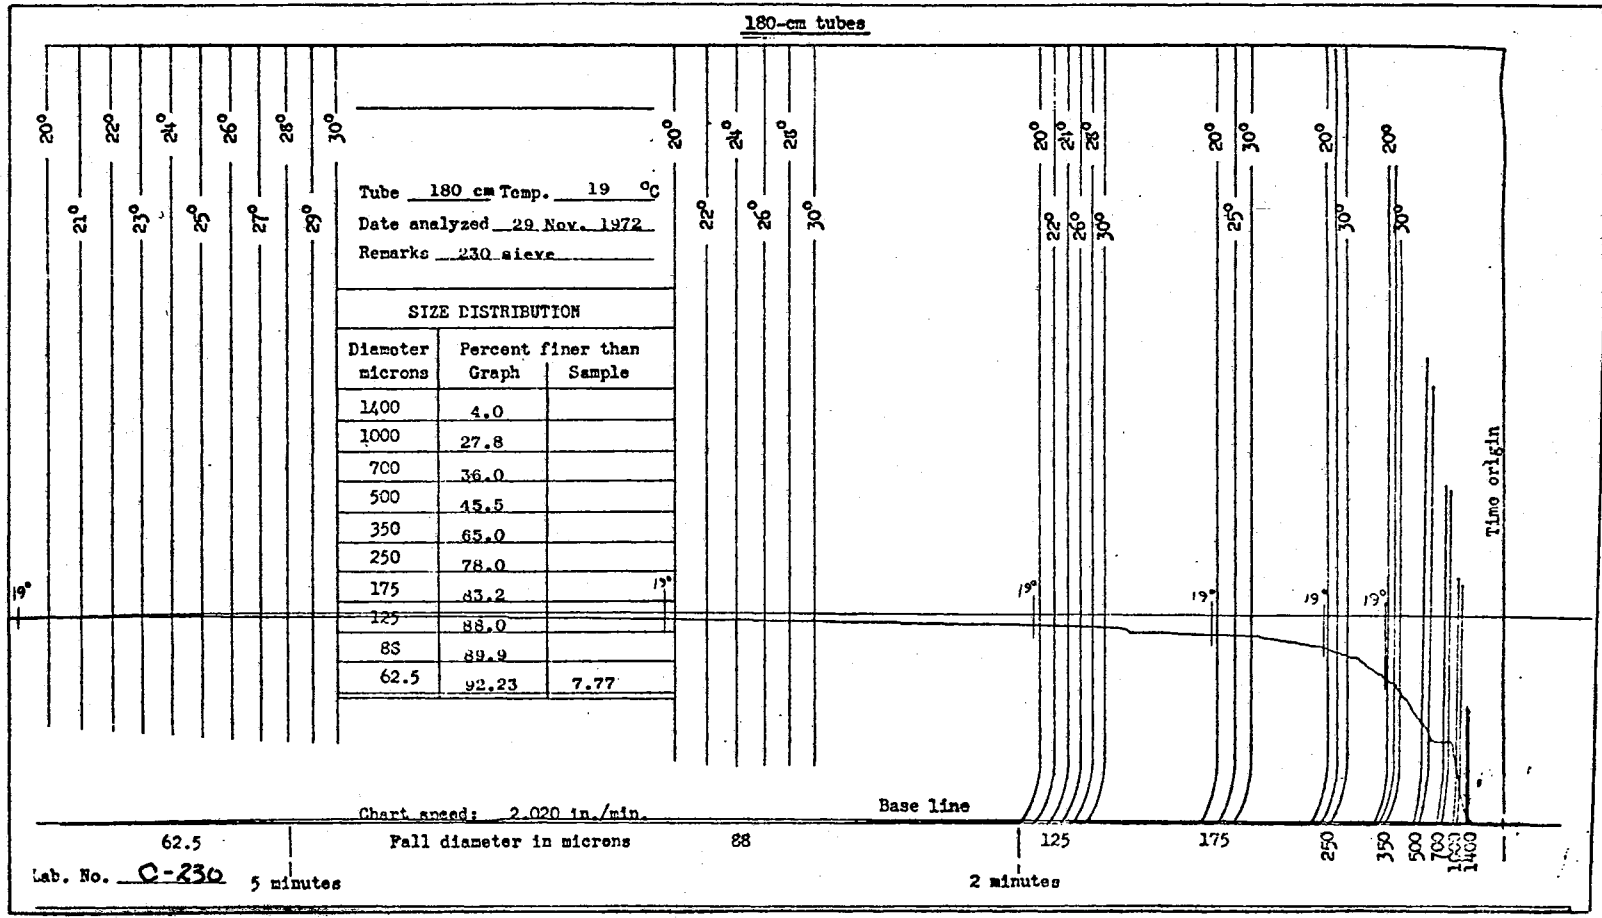 180-cm tubes
20° 22° 24° 26° 28° 30° 20° 24° 28° 20° 24° 28° 20° 30° 20° 20°
21° 23° 25° 27° 29° 22° 26° 30° 22° 26° 30° 25° 30° 30°
Tube 180 cm Temp. 19 °C
Date analyzed 29 Nov. 1972
Remarks 230 sieve
SIZE DISTRIBUTION
Diameter microns Percent finer than
Graph Sample
1400 4.0
1000 27.8
700 36.0
500 45.5
350 65.0
250 78.0
175 83.2
125 88.0
88 89.9
62.5 92.23 7.77
Time origin
19° 19° 19° 19° 19° 19°
Chart speed: 2.020 in./min.
Base line
62.5 Fall diameter in microns 88 125 175 250 350 500 700 1000 1400
Lab. No. C-230 5 minutes 2 minutes